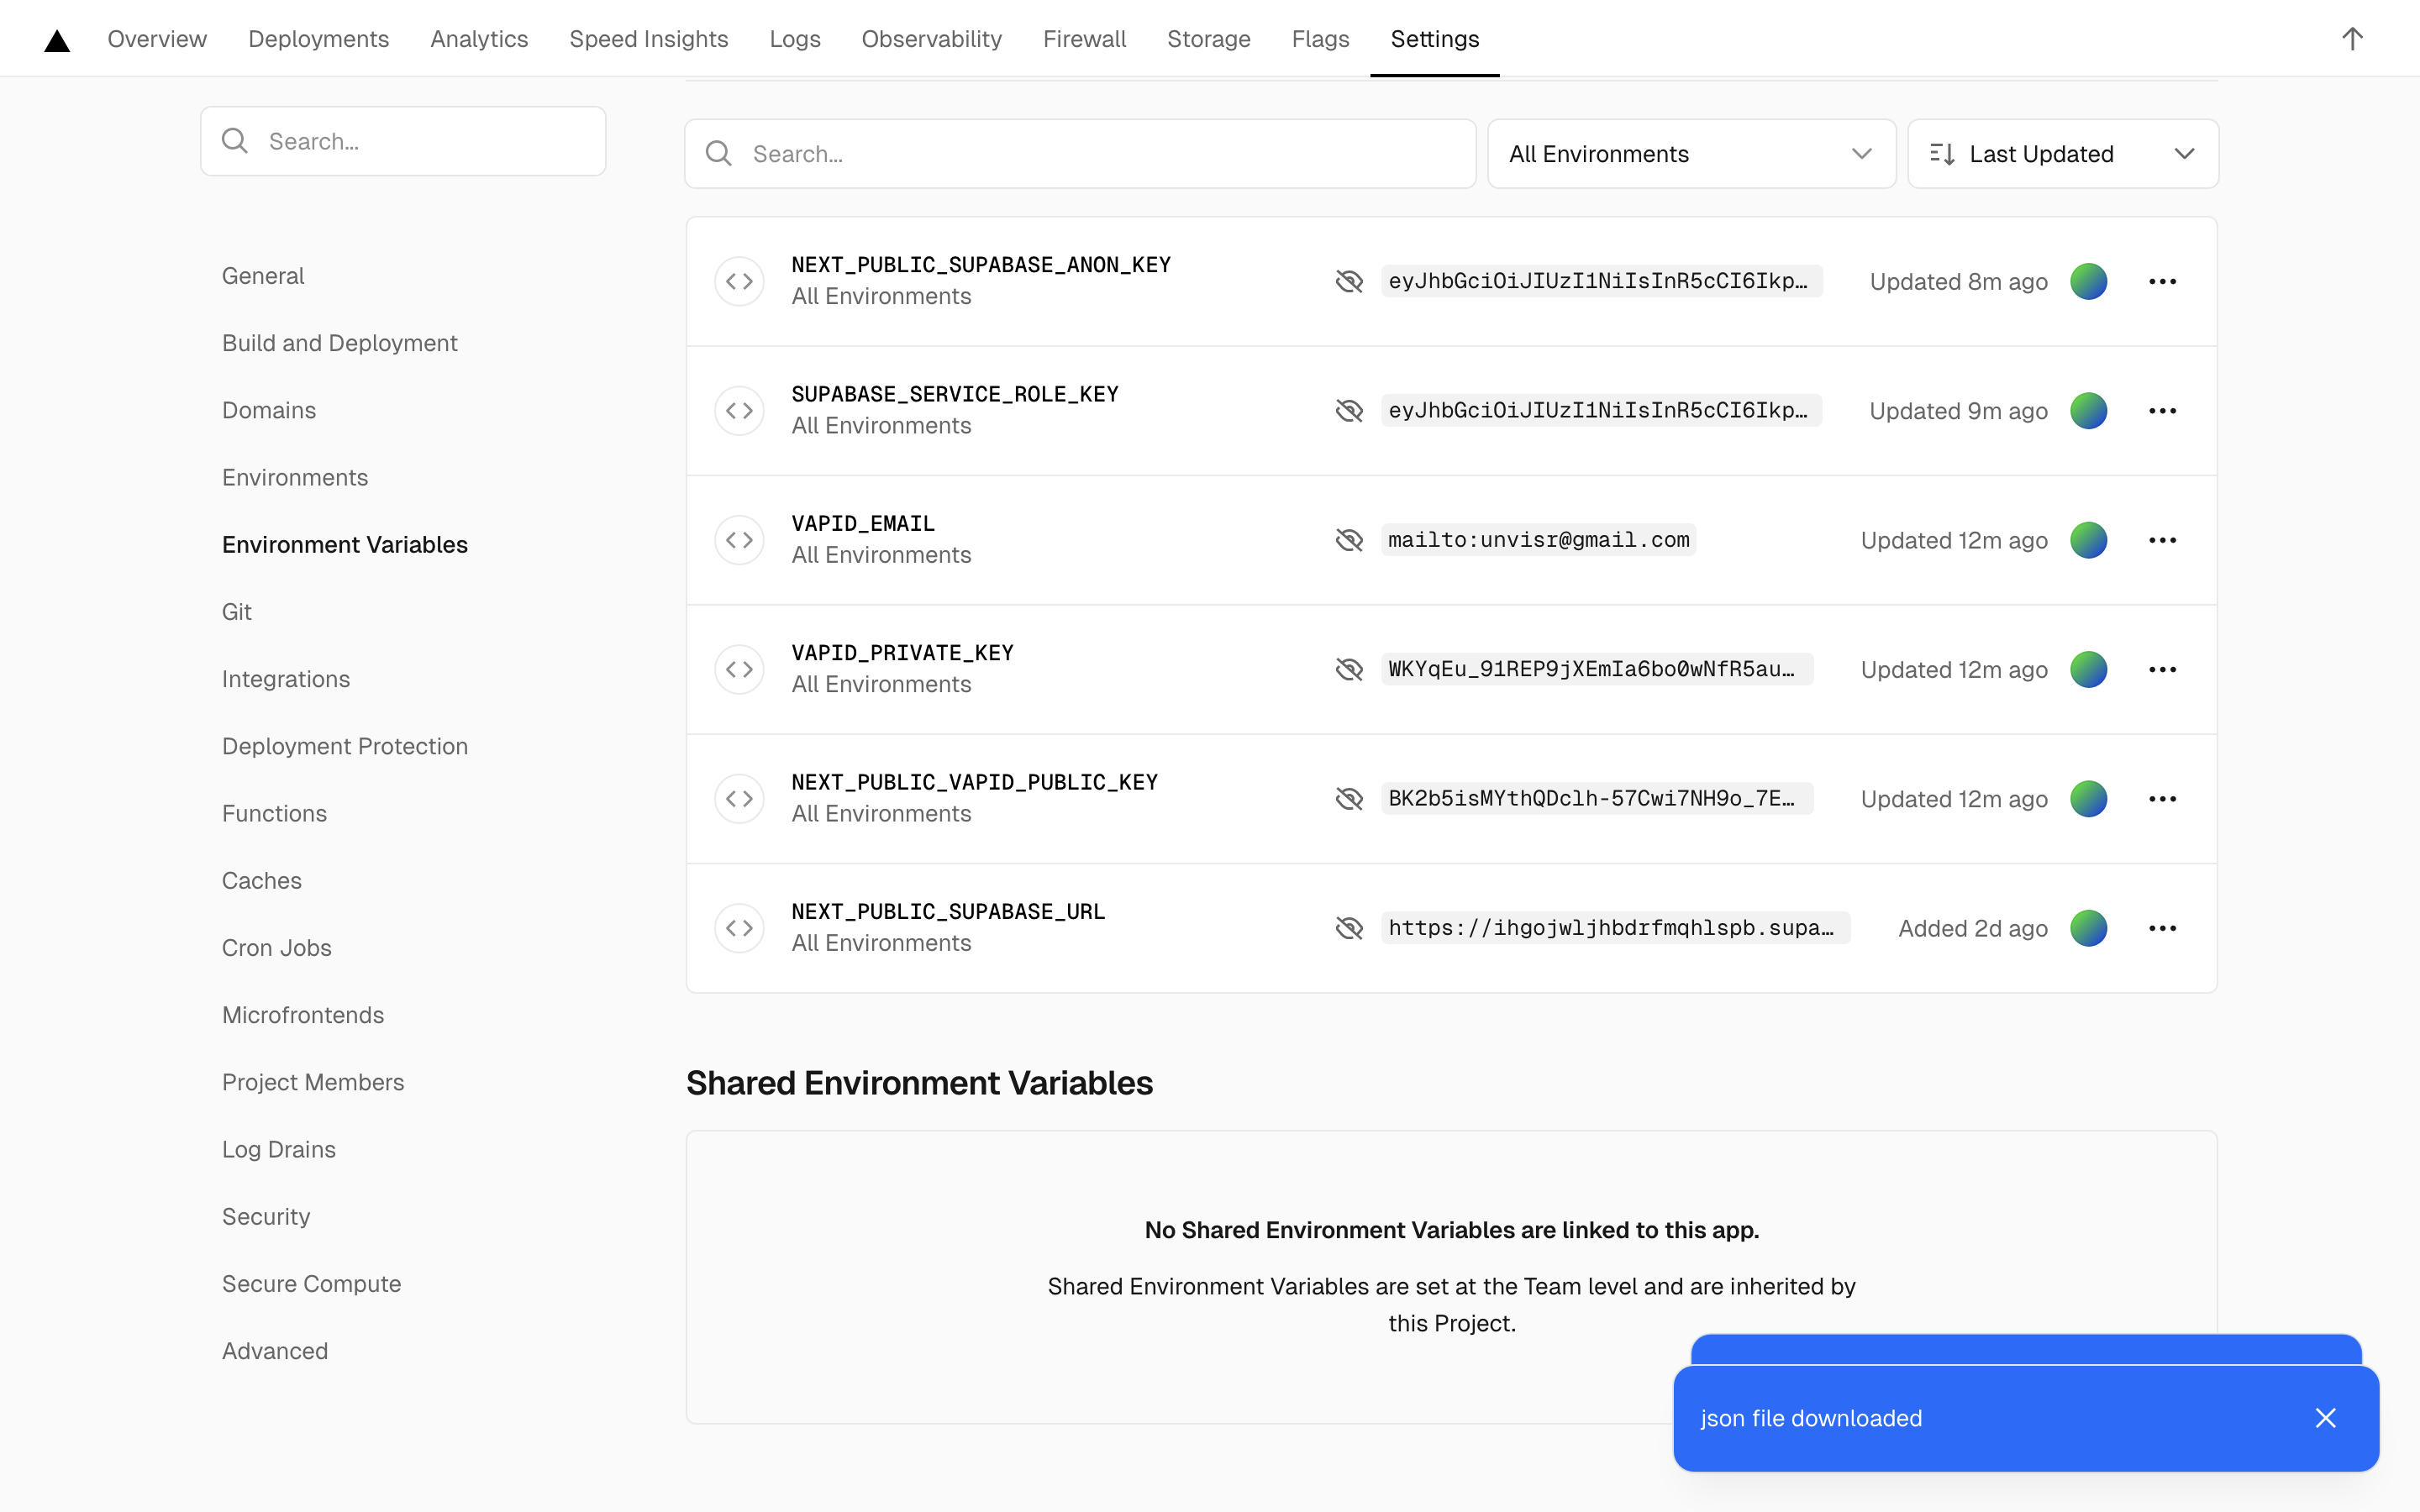 Overview Deployments Analytics Speed Insights Logs Observability Firewall Storage Flags Settings
Search...
General
Build and Deployment
Domains
Environments
Environment Variables
Git
Integrations
Deployment Protection
Functions
Caches
Cron Jobs
Microfrontends
Project Members
Log Drains
Security
Secure Compute
Advanced
Search... All Environments Last Updated
NEXT_PUBLIC_SUPABASE_ANON_KEY
All Environments
eyJhbGciOiJIUzI1NiIsInR5cCI6Ikp… Updated 8m ago
SUPABASE_SERVICE_ROLE_KEY
All Environments
eyJhbGciOiJIUzI1NiIsInR5cCI6Ikp… Updated 9m ago
VAPID_EMAIL
All Environments
mailto:unvisr@gmail.com Updated 12m ago
VAPID_PRIVATE_KEY
All Environments
WKYqEu_91REP9jXEmIa6bo0wNfR5au… Updated 12m ago
NEXT_PUBLIC_VAPID_PUBLIC_KEY
All Environments
BK2b5isMYthQDclh-57Cwi7NH9o_7E… Updated 12m ago
NEXT_PUBLIC_SUPABASE_URL
All Environments
https://ihgojwljhbdrfmqhlspb.supa… Added 2d ago
Shared Environment Variables
No Shared Environment Variables are linked to this app.
Shared Environment Variables are set at the Team level and are inherited by
this Project.
json file downloaded